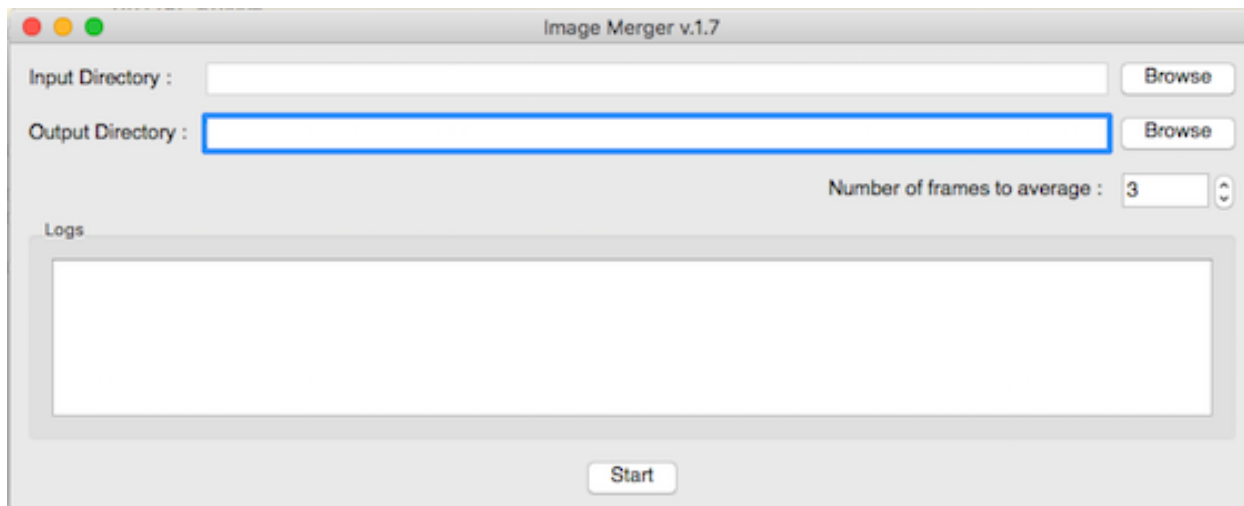 Image Merger v.1.7
Input Directory : Browse
Output Directory : Browse
Number of frames to average : 3
Logs
Start